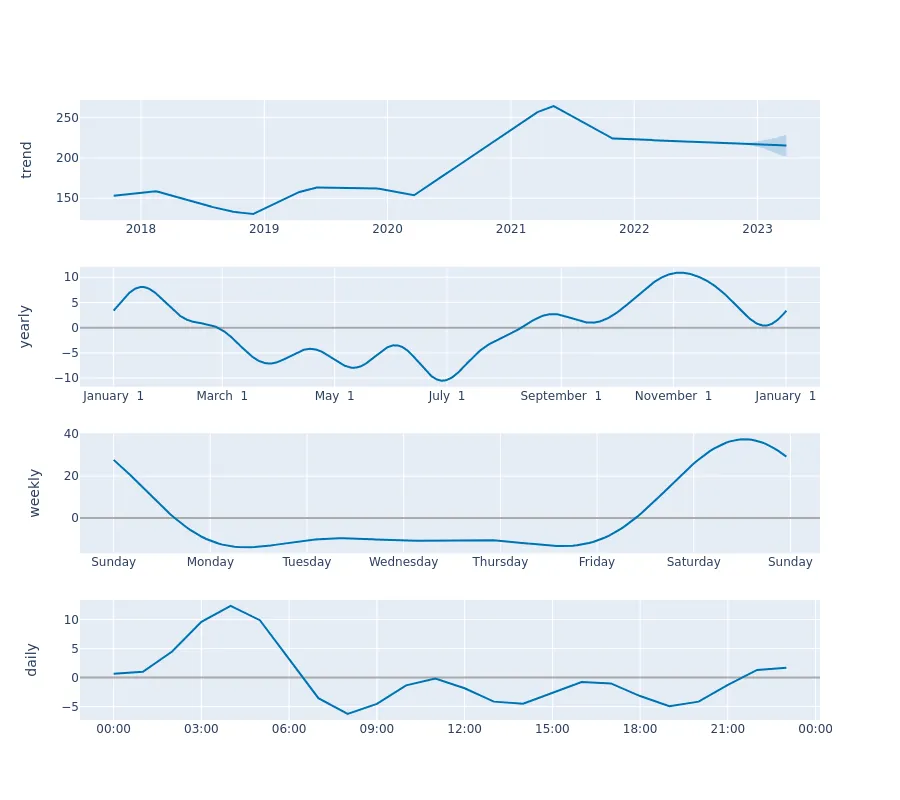 trend
250
200
150
2018 2019 2020 2021 2022 2023
yearly
10
5
0
−5
−10
January 1 March 1 May 1 July 1 September 1 November 1 January 1
weekly
40
20
0
Sunday Monday Tuesday Wednesday Thursday Friday Saturday Sunday
daily
10
5
0
−5
00:00 03:00 06:00 09:00 12:00 15:00 18:00 21:00 00:00